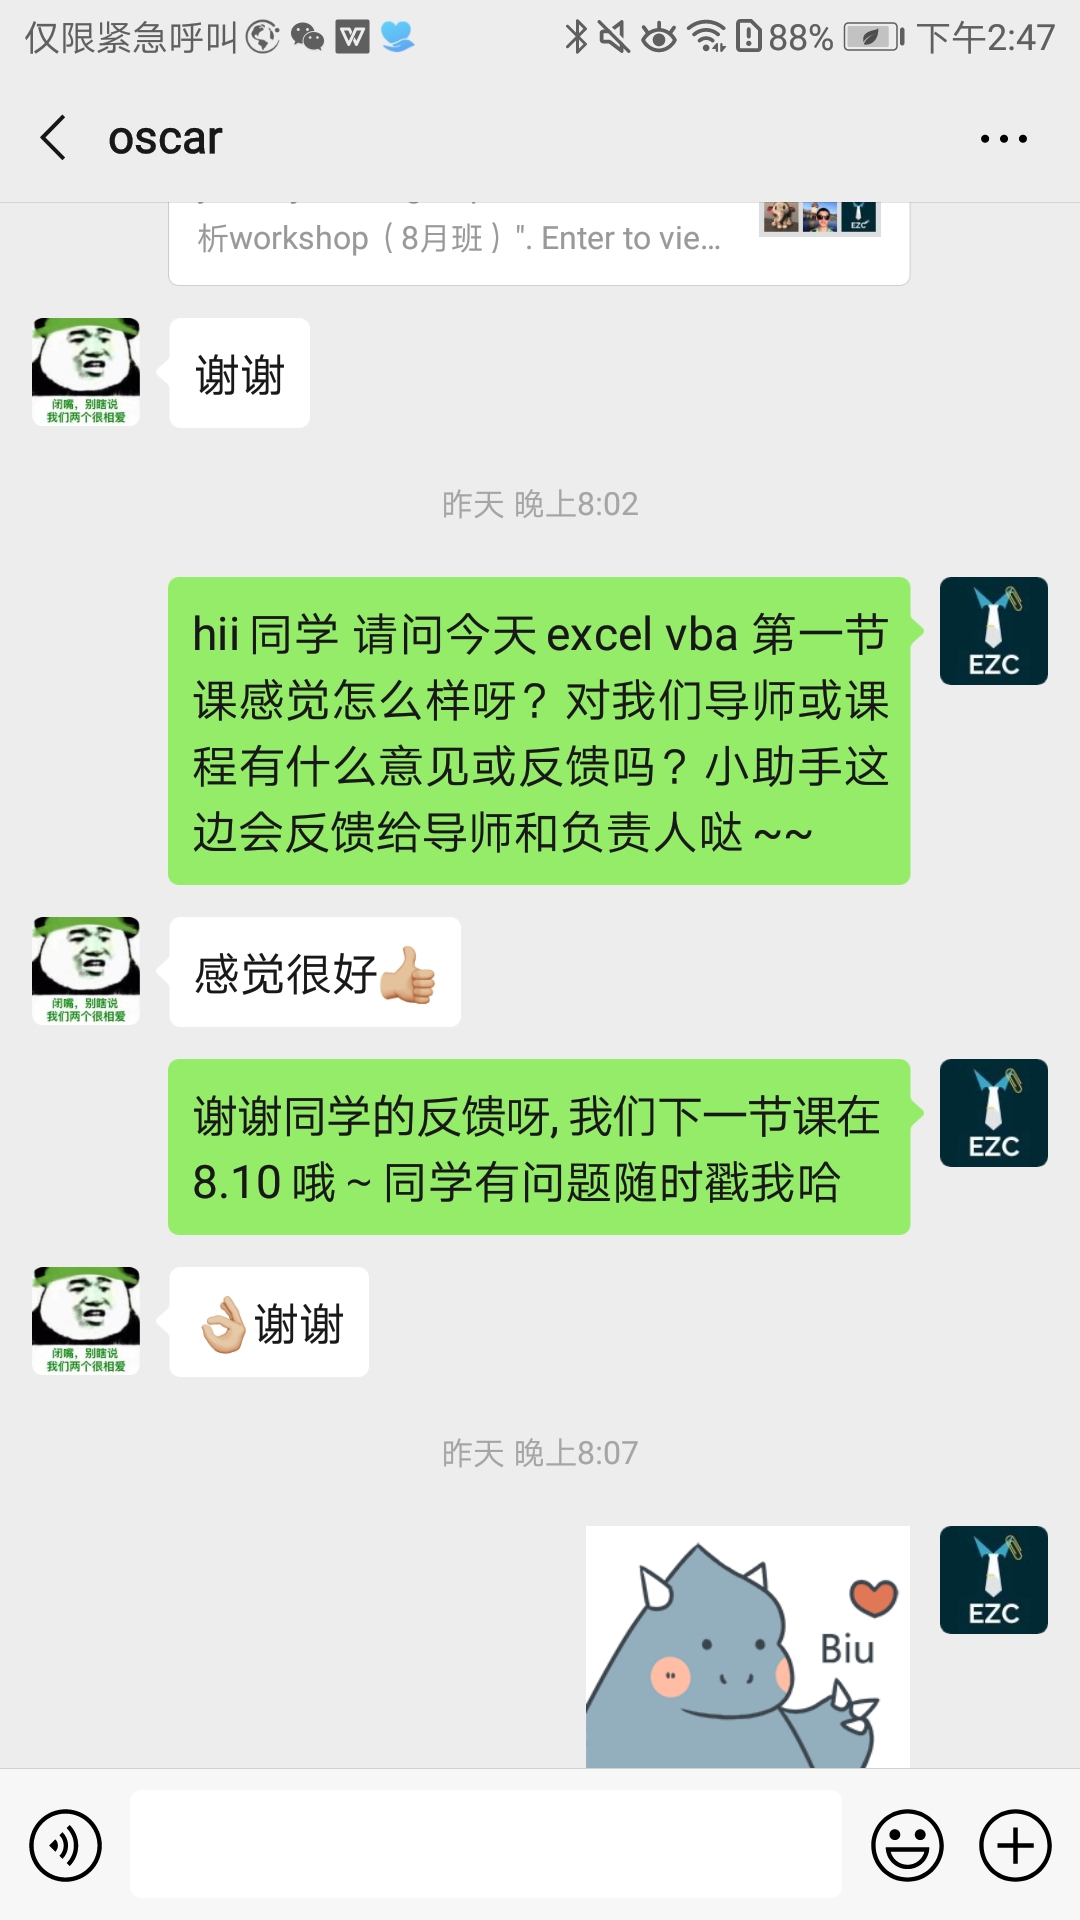 仅限紧急呼叫 88% 下午2:47
oscar
析workshop（8月班）". Enter to vie...
EZC
闭嘴，别瞎说
我们两个很相爱
谢谢
昨天 晚上8:02
hii 同学 请问今天 excel vba 第一节
课感觉怎么样呀？对我们导师或课
程有什么意见或反馈吗？小助手这
边会反馈给导师和负责人哒 ~~
EZC
闭嘴，别瞎说
我们两个很相爱
感觉很好👍🏼
谢谢同学的反馈呀, 我们下一节课在
8.10 哦 ~ 同学有问题随时戳我哈
EZC
闭嘴，别瞎说
我们两个很相爱
👌🏼谢谢
昨天 晚上8:07
Biu
EZC